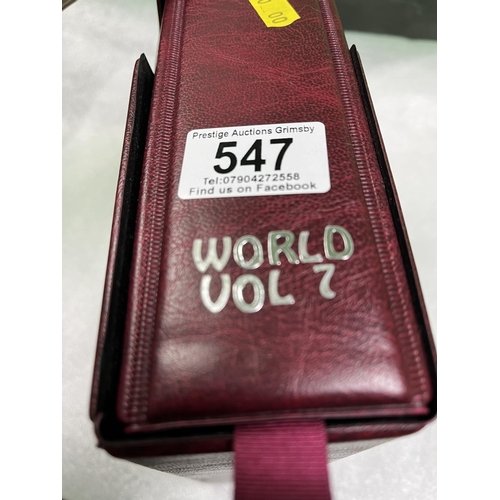 Prestige Auctions Grimsby
547
Tel:07904272558
Find us on Facebook
WORLD
VOL 7